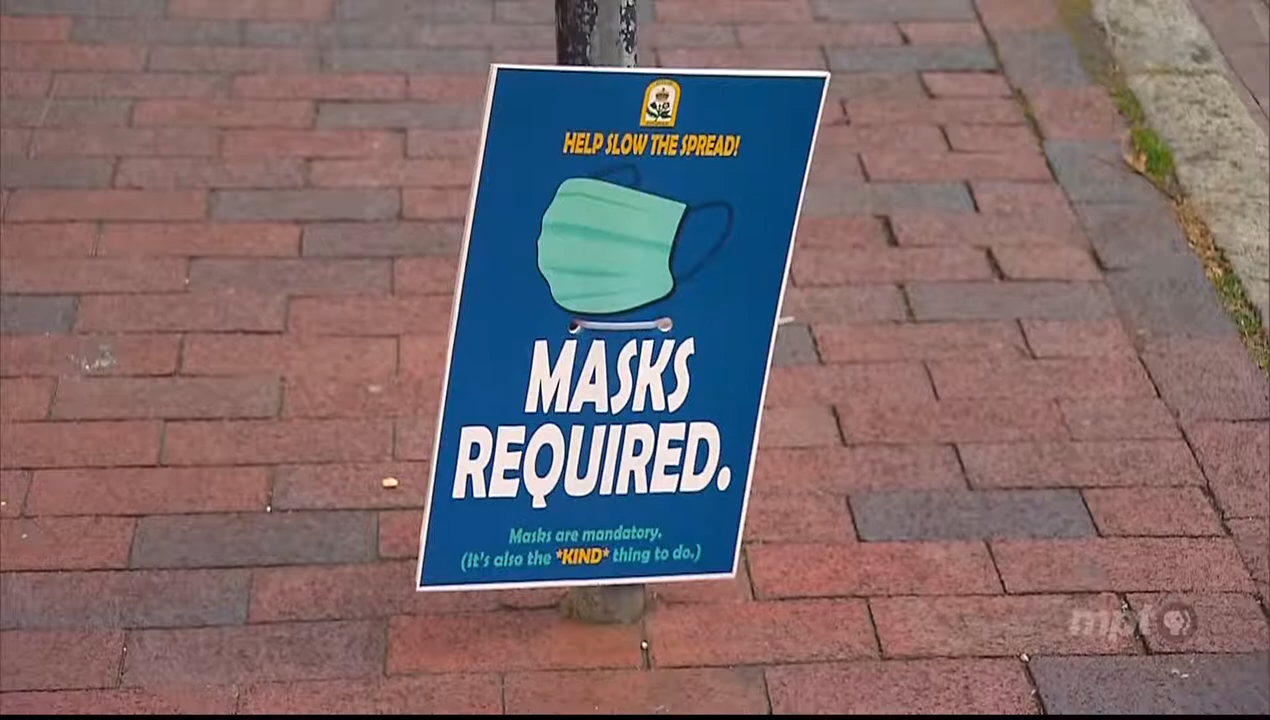 HELP SLOW THE SPREAD!
MASKS
REQUIRED.
Masks are mandatory.
(it's also the *KIND* thing to do.)
mpt